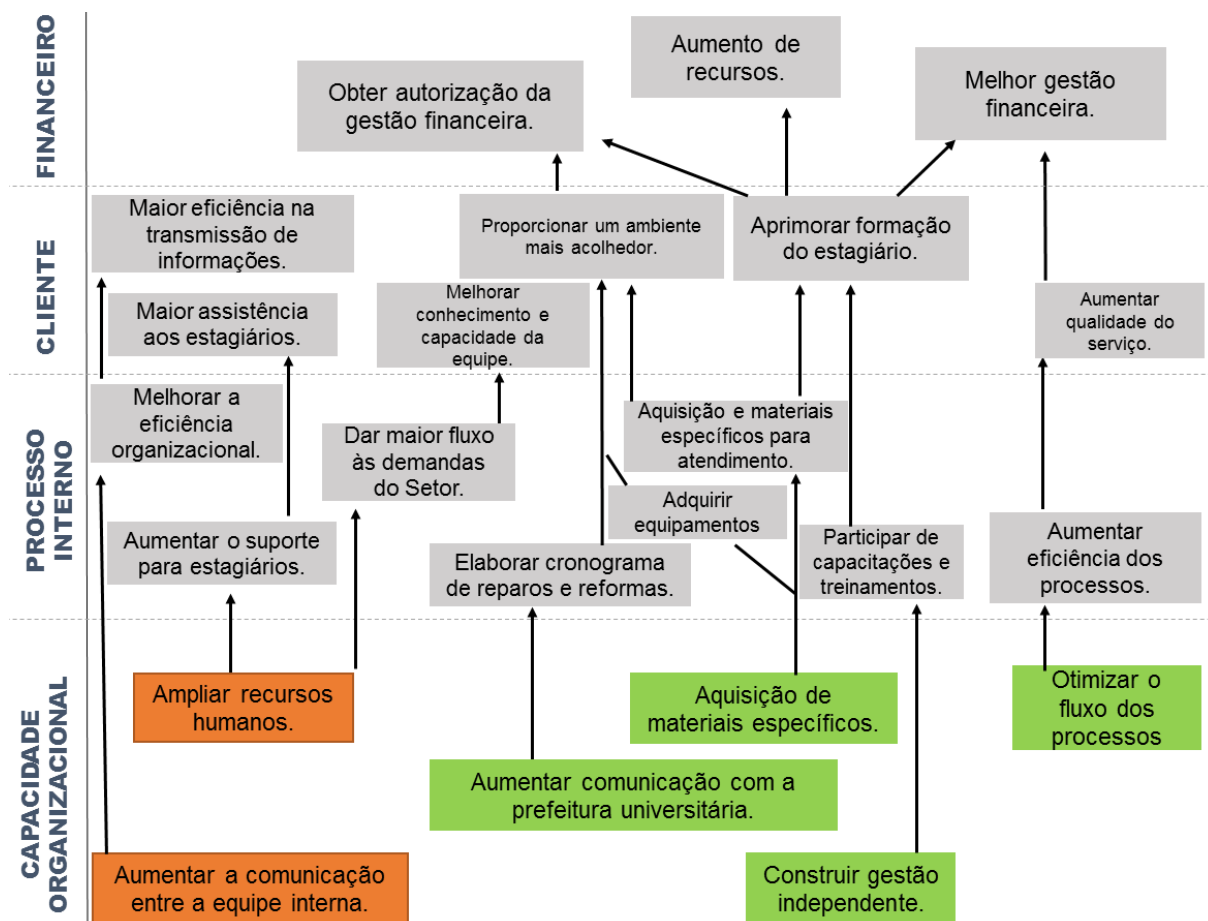 FINANCEIRO
Aumento de
recursos.
Obter autorização da
gestão financeira.
Melhor gestão
financeira.
CLIENTE
Maior eficiência na
transmissão de
informações.
Proporcionar um ambiente
mais acolhedor.
Aprimorar formação
do estagiário.
Maior assistência
aos estagiários.
Melhorar
conhecimento e
capacidade da
equipe.
Aumentar
qualidade do
serviço.
PROCESSO
INTERNO
Melhorar a
eficiência
organizacional.
Dar maior fluxo
às demandas
do Setor.
Aquisição e materiais
específicos para
atendimento.
Adquirir
equipamentos
Aumentar o suporte
para estagiários.
Elaborar cronograma
de reparos e reformas.
Participar de
capacitações e
treinamentos.
Aumentar
eficiência dos
processos.
CAPACIDADE
ORGANIZACIONAL
Ampliar recursos
humanos.
Aquisição de
materiais específicos.
Otimizar o
fluxo dos
processos
Aumentar comunicação com a
prefeitura universitária.
Aumentar a comunicação
entre a equipe interna.
Construir gestão
independente.